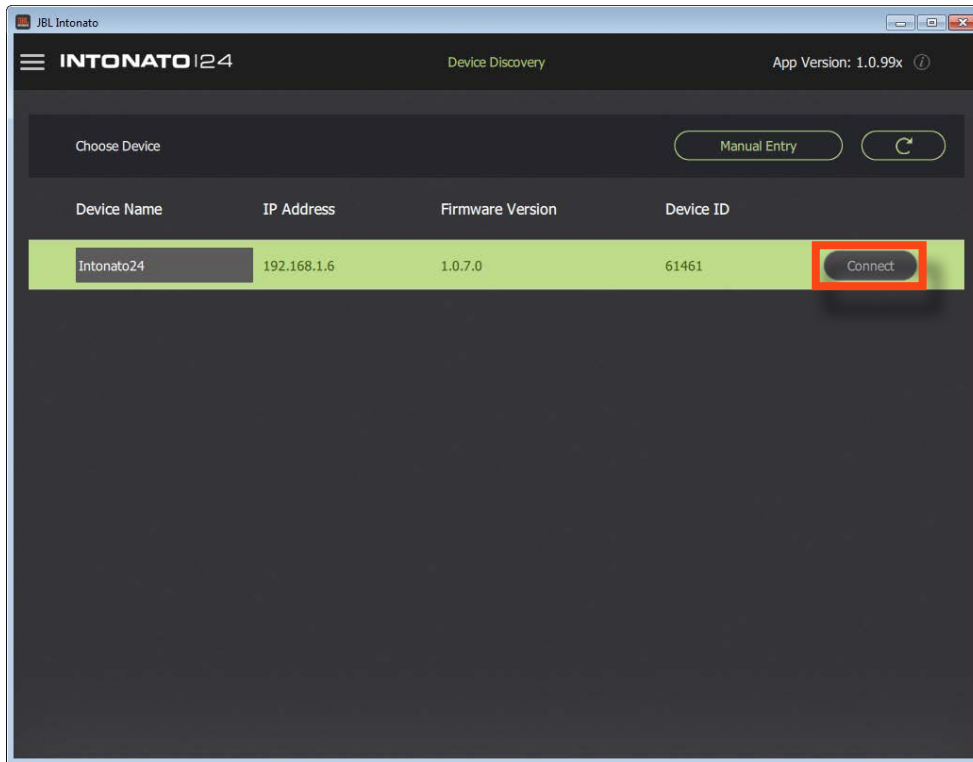 JBL Intonato
INTONATO|24 Device Discovery App Version: 1.0.99x
Choose Device Manual Entry
Device Name IP Address Firmware Version Device ID
Intonato24 192.168.1.6 1.0.7.0 61461 Connect